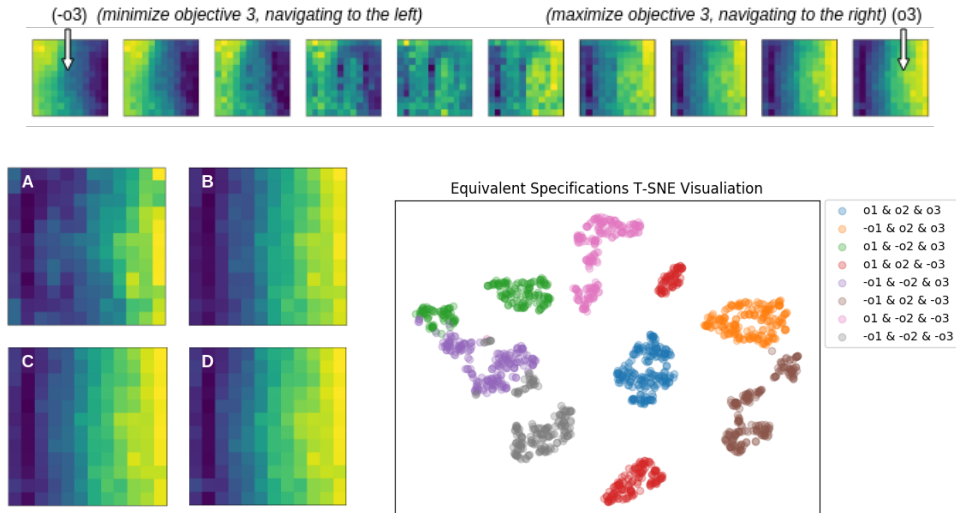 (-o3) (minimize objective 3, navigating to the left) (maximize objective 3, navigating to the right) (o3)
A
B
C
D
Equivalent Specifications T-SNE Visualiation
o1 & o2 & o3
-o1 & o2 & o3
o1 & -o2 & o3
o1 & o2 & -o3
-o1 & -o2 & o3
-o1 & o2 & -o3
o1 & -o2 & -o3
-o1 & -o2 & -o3